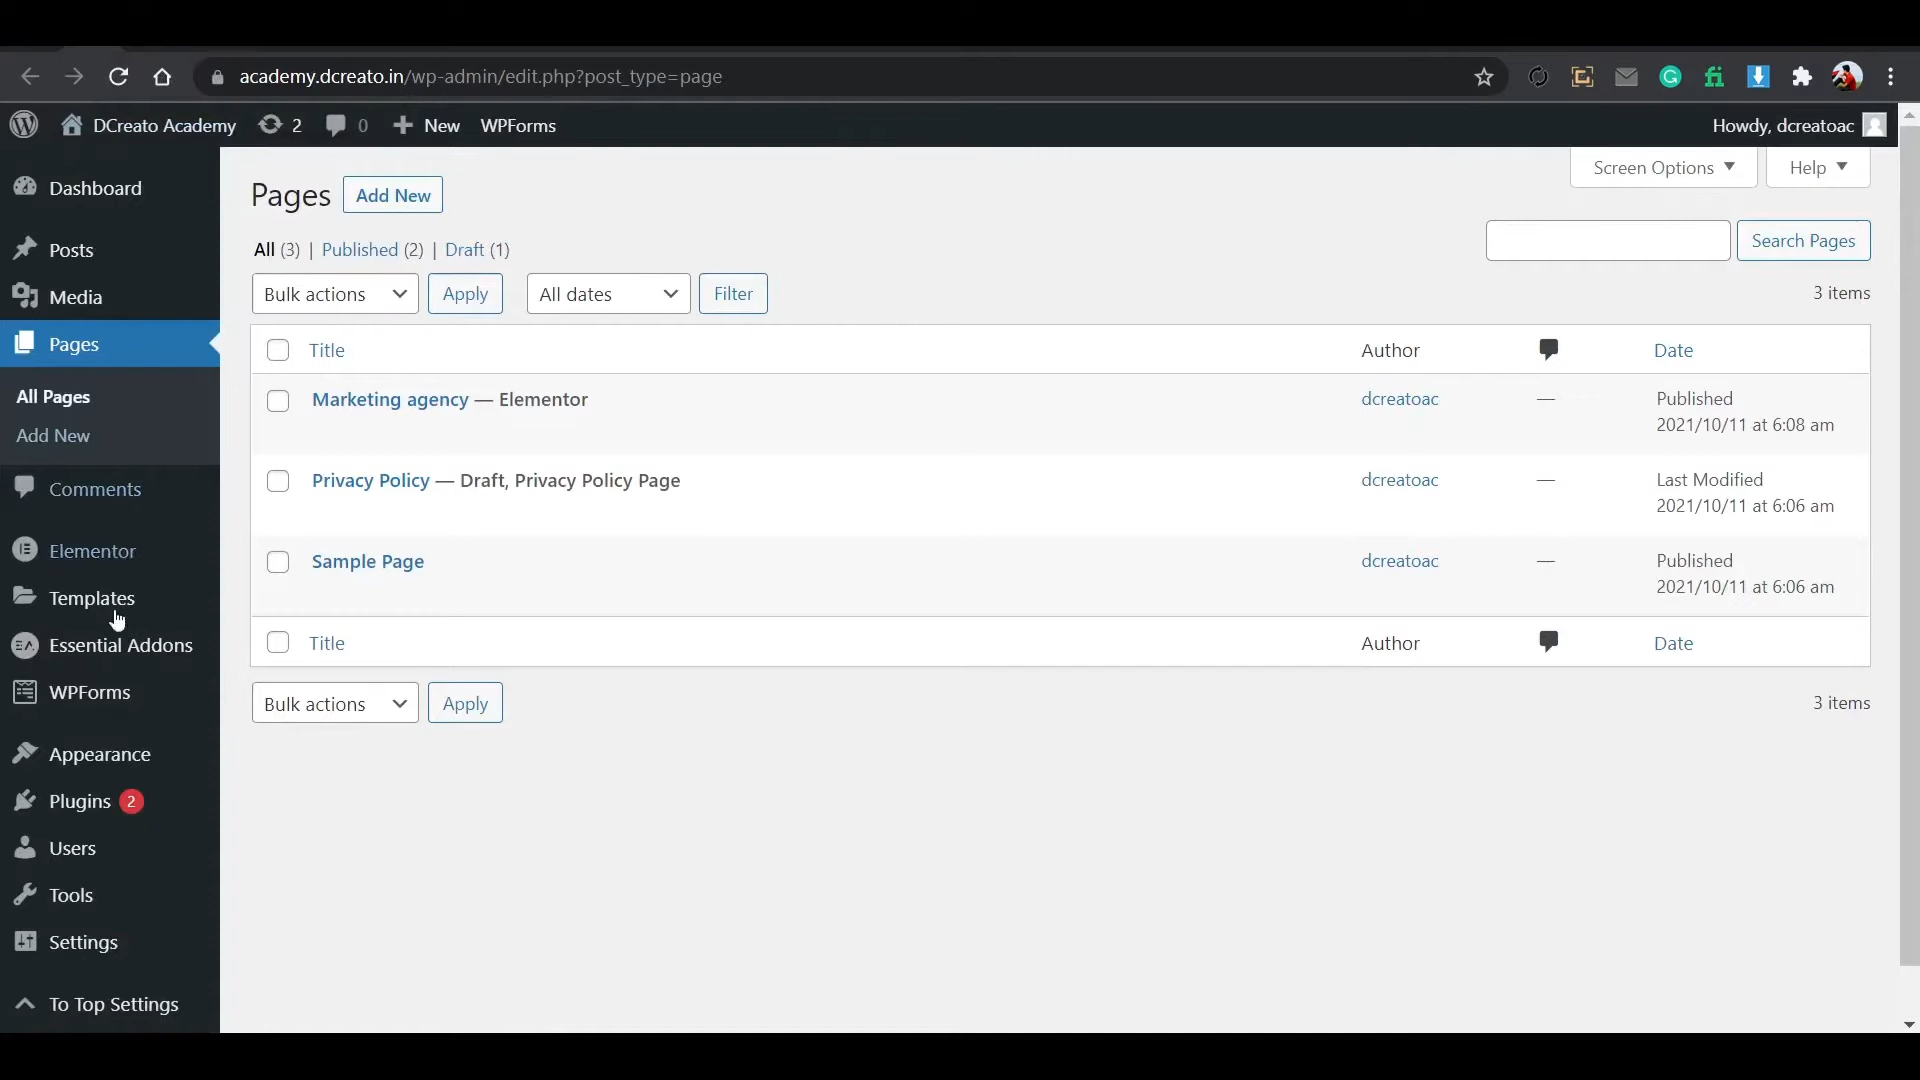 academy.dcreato.in/wp-admin/edit.php?post_type=page
DCreato Academy 2 0 New WPForms Howdy, dcreatoac
Dashboard
Posts
Media
Pages
All Pages
Add New
Comments
Elementor
Templates
Essential Addons
WPForms
Appearance
Plugins 2
Users
Tools
Settings
To Top Settings
Screen Options Help
Pages Add New
All (3) | Published (2) | Draft (1)
Search Pages
Bulk actions Apply All dates Filter 3 items
Title Author Date
Marketing agency — Elementor dcreatoac — Published
2021/10/11 at 6:08 am
Privacy Policy — Draft, Privacy Policy Page dcreatoac — Last Modified
2021/10/11 at 6:06 am
Sample Page dcreatoac — Published
2021/10/11 at 6:06 am
Title Author Date
Bulk actions Apply 3 items